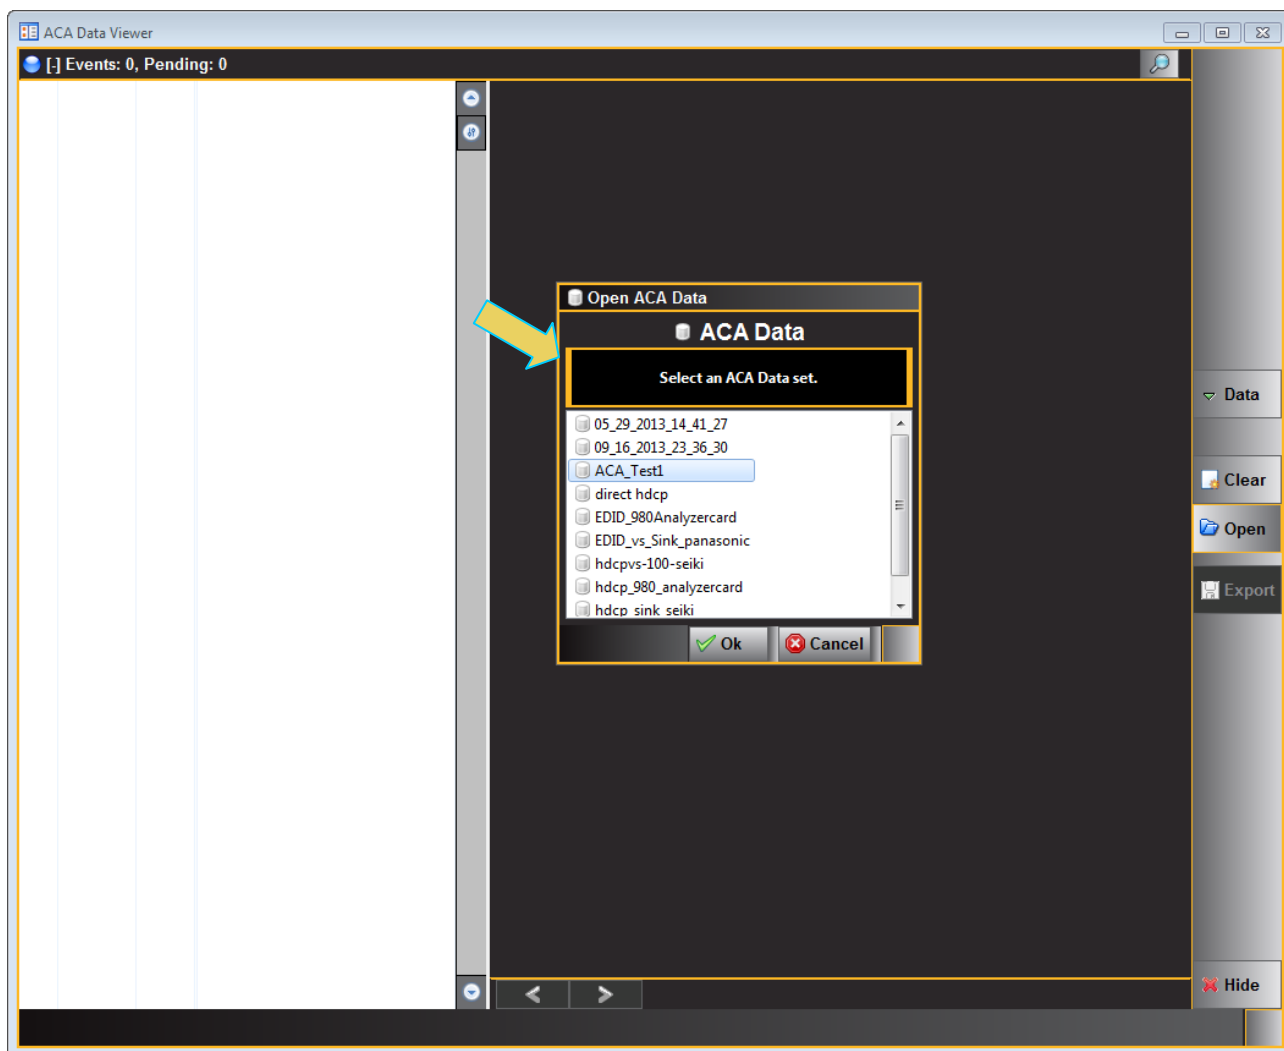 ACA Data Viewer
[.] Events: 0, Pending: 0
Open ACA Data
ACA Data
Select an ACA Data set.
05_29_2013_14_41_27
09_16_2013_23_36_30
ACA_Test1
direct hdcp
EDID_980Analyzercard
EDID_vs_Sink_panasonic
hdcpvs-100-seiki
hdcp_980_analyzercard
hdcp_sink_seiki
Ok
Cancel
Data
Clear
Open
Export
Hide